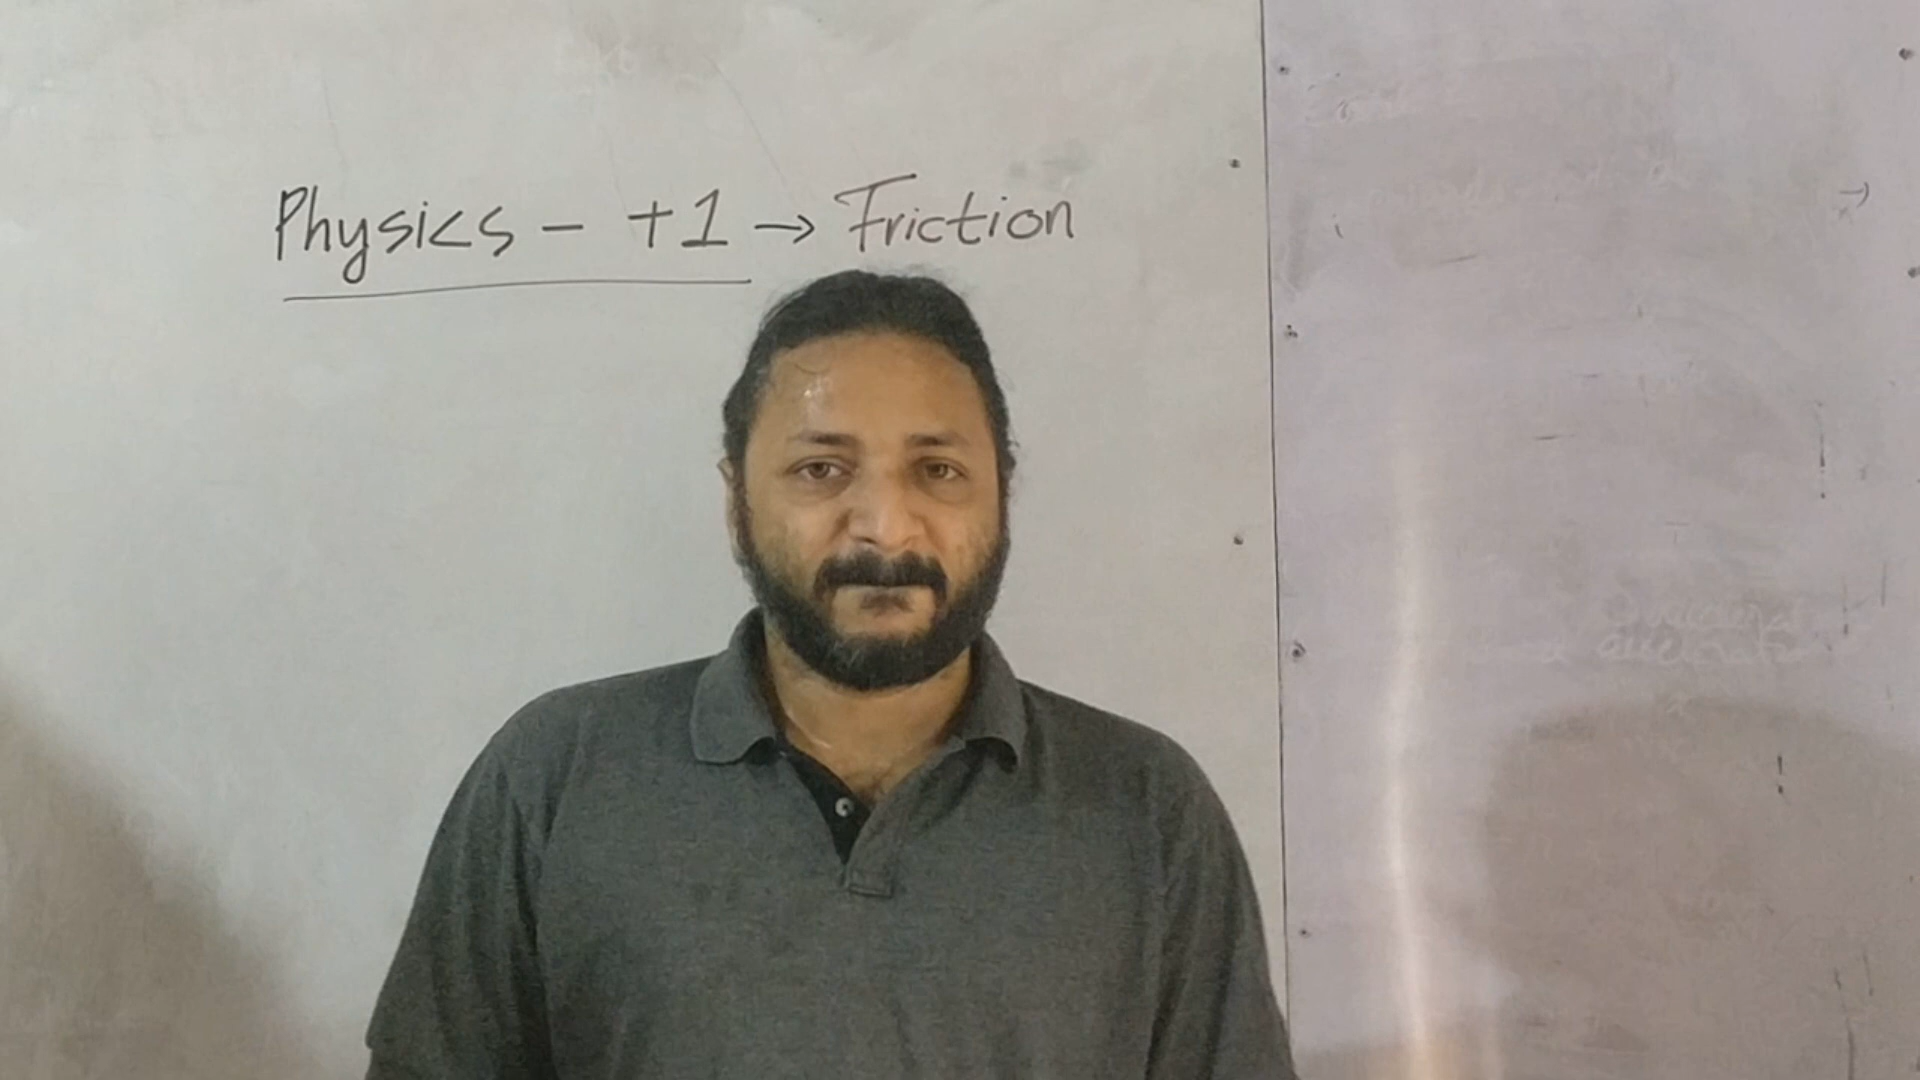 Physics - +1 → Friction